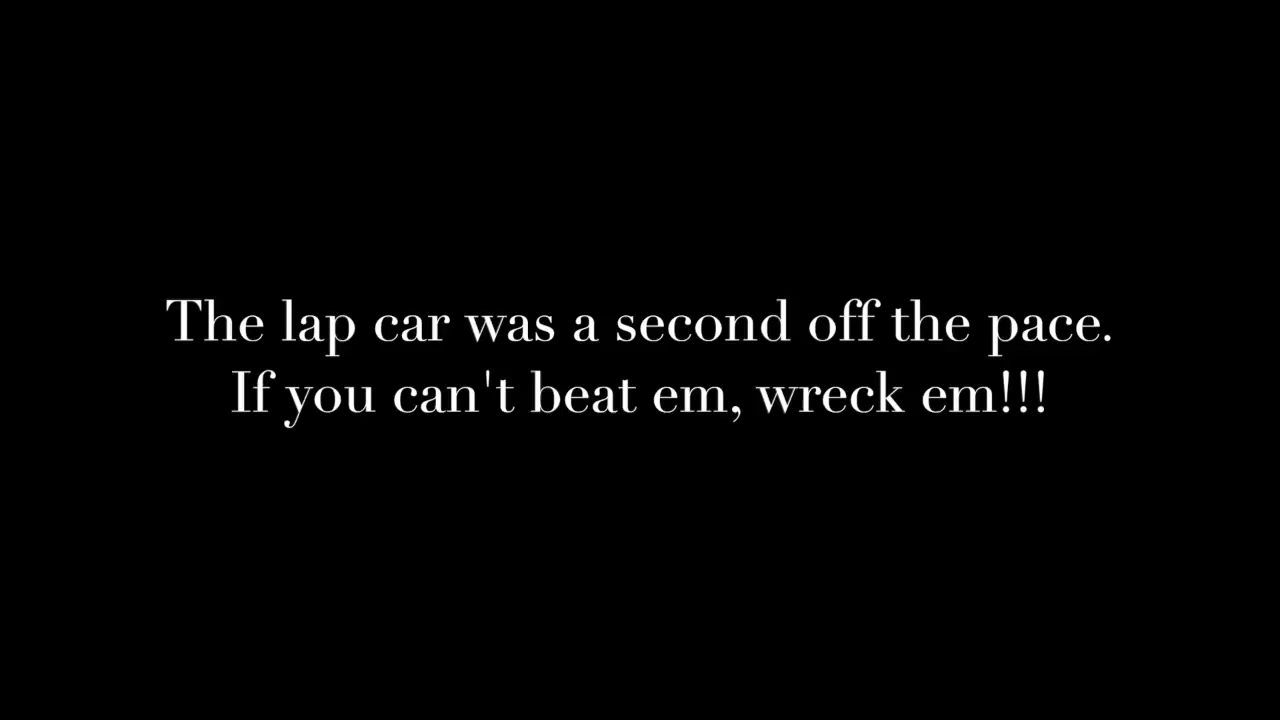 The lap car was a second off the pace.
If you can't beat em, wreck em!!!